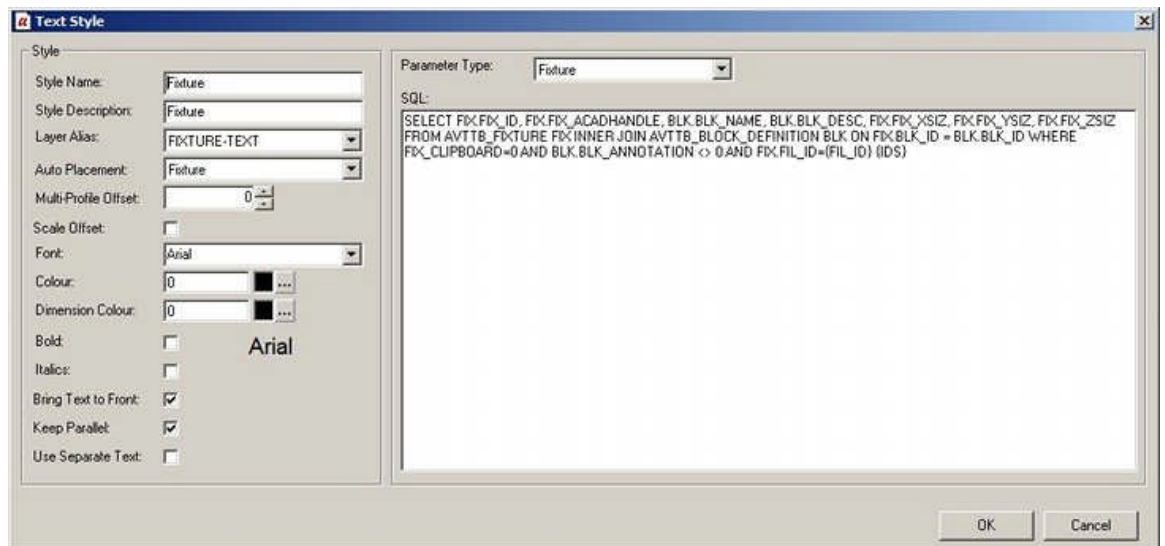 α Text Style
Style
Style Name: Fixture
Style Description: Fixture
Layer Alias: FIXTURE-TEXT
Auto Placement: Fixture
Multi-Profile Offset: 0
Scale Offset:
Font: Arial
Colour: 0 ...
Dimension Colour: 0 ...
Bold: Arial
Italics:
Bring Text to Front:
Keep Parallel:
Use Separate Text:
Parameter Type: Fixture
SQL:
SELECT FIX.FIX_ID, FIX.FIX_ACADHANDLE, BLK.BLK_NAME, BLK.BLK_DESC, FIX.FIX_XSIZ, FIX.FIX_YSIZ, FIX.FIX_ZSIZ
FROM AVTTB_FIXTURE FIX INNER JOIN AVTTB_BLOCK_DEFINITION BLK ON FIX.BLK_ID = BLK.BLK_ID WHERE
FIX_CLIPBOARD=0 AND BLK.BLK_ANNOTATION <> 0 AND FIX.FIL_ID={FIL_ID} {IDS}
OK Cancel